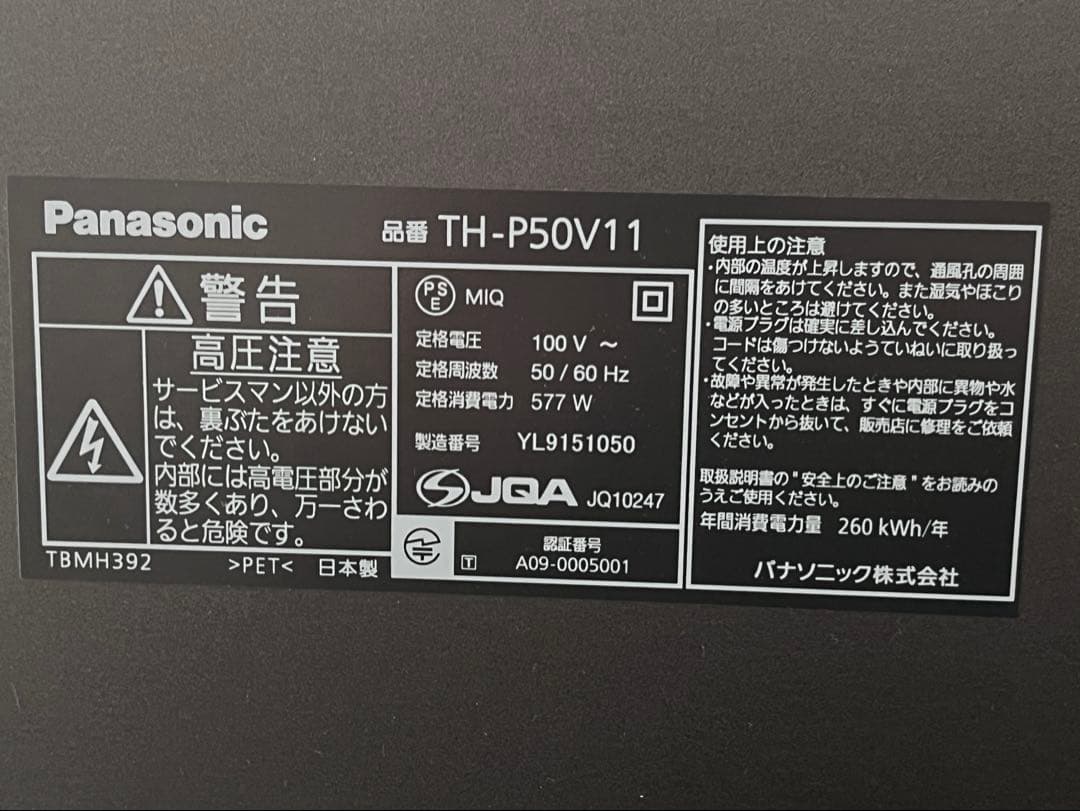 Panasonic
品番 TH-P50V11
警告
高圧注意
サービスマン以外の方
は、裏ぶたをあけない
でください。
内部には高電圧部分が
数多くあり、万一さわ
ると危険です。
TBMH392 >PET< 日本製
PSE MIQ
定格電圧 100 V ~
定格周波数 50 / 60 Hz
定格消費電力 577 W
製造番号 YL9151050
JQA JQ10247
T 認証番号
A09-0005001
使用上の注意
・内部の温度が上昇しますので、通風孔の周囲
に間隔をあけてください。また湿気やほこり
の多いところは避けてください。
・電源プラグは確実に差し込んでください。
コードは傷つけないようていねいに取り扱っ
てください。
・故障や異常が発生したときや内部に異物や水
などが入ったときは、すぐに電源プラグをコ
ンセントから抜いて、販売店に修理をご依頼
ください。
取扱説明書の"安全上のご注意"をお読みの
うえご使用ください。
年間消費電力量 260 kWh/年
パナソニック株式会社